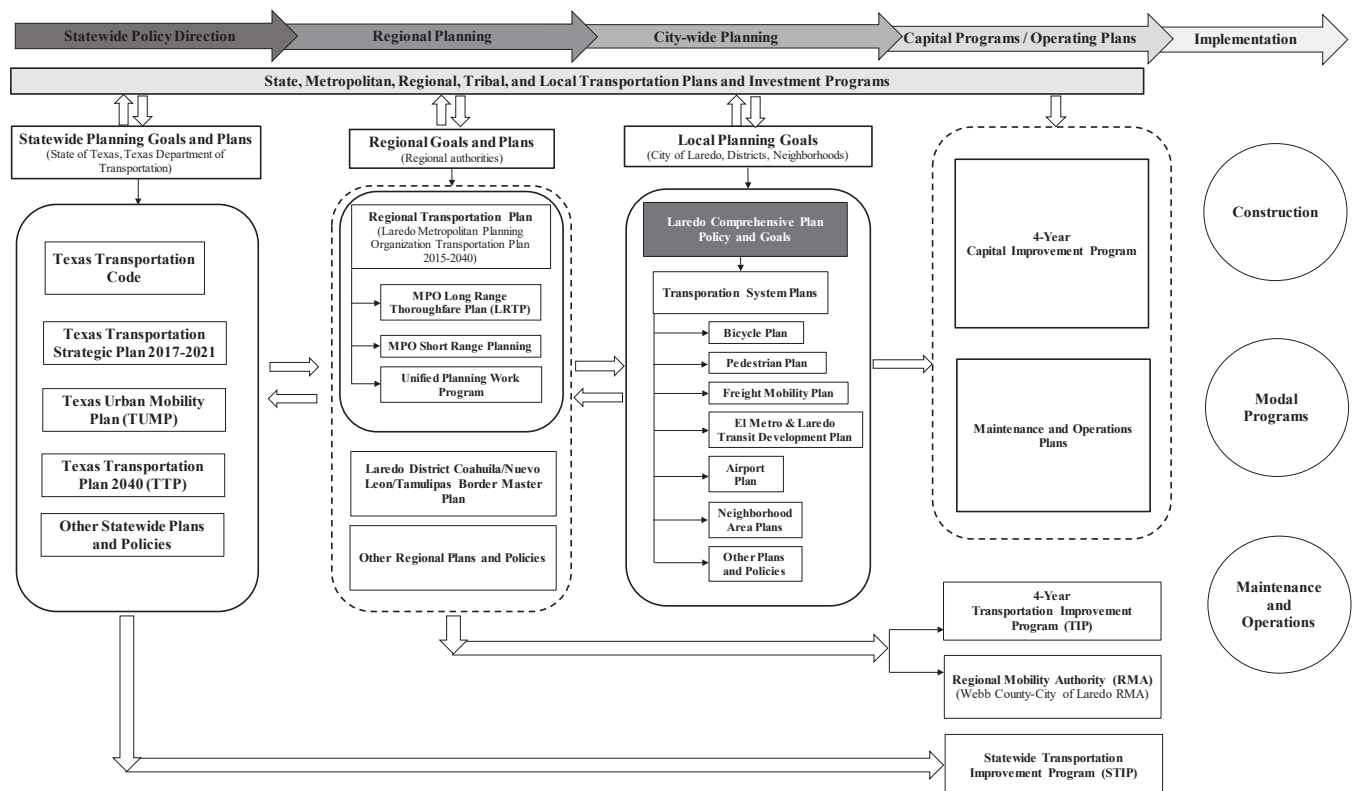 Statewide Policy Direction
Regional Planning
City-wide Planning
Capital Programs / Operating Plans
Implementation
State, Metropolitan, Regional, Tribal, and Local Transportation Plans and Investment Programs
Statewide Planning Goals and Plans
(State of Texas, Texas Department of
Transportation)
Texas Transportation
Code
Texas Transportation
Strategic Plan 2017-2021
Texas Urban Mobility
Plan (TUMP)
Texas Transportation
Plan 2040 (TTP)
Other Statewide Plans
and Policies
Regional Goals and Plans
(Regional authorities)
Regional Transportation Plan
(Laredo Metropolitan Planning
Organization Transportation Plan
2015-2040)
MPO Long Range
Thoroughfare Plan (LRTP)
MPO Short Range Planning
Unified Planning Work
Program
Laredo District Coahuila/Nuevo
Leon/Tamulipas Border Master
Plan
Other Regional Plans and Policies
Local Planning Goals
(City of Laredo, Districts, Neighborhoods)
Laredo Comprehensive Plan
Policy and Goals
Transporation System Plans
Bicycle Plan
Pedestrian Plan
Freight Mobility Plan
El Metro & Laredo
Transit Development Plan
Airport
Plan
Neighborhood
Area Plans
Other Plans
and Policies
4-Year
Capital Improvement Program
Maintenance and Operations
Plans
4-Year
Transportation Improvement
Program (TIP)
Regional Mobility Authority (RMA)
(Webb County-City of Laredo RMA)
Statewide Transportation
Improvement Program (STIP)
Construction
Modal
Programs
Maintenance
and
Operations